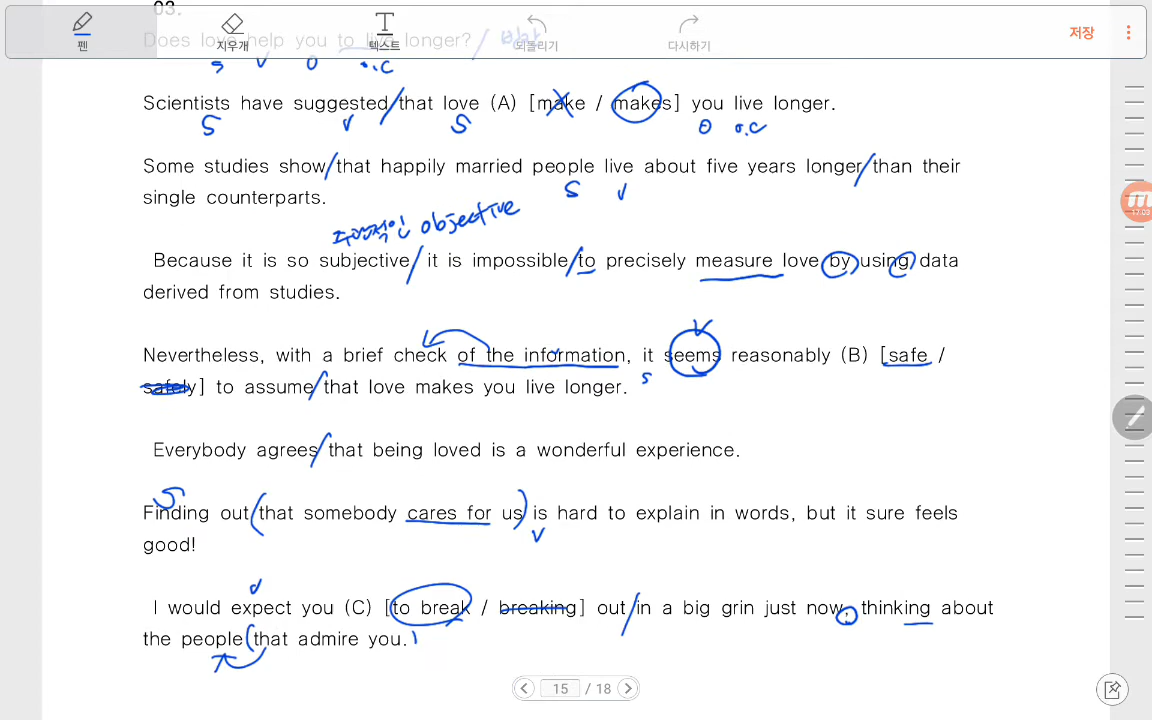 03.
펜
지우개
텍스트
되돌리기
다시하기
저장
Does love help you to live longer? /
S V O o.c
Scientists have suggested/that love (A) [make / makes] you live longer.
S V S O o.c
Some studies show/that happily married people live about five years longer/than their
single counterparts.
S V
objective
Because it is so subjective/ it is impossible/to precisely measure love by using data
derived from studies.
V
Nevertheless, with a brief check of the information, it seems reasonably (B) [safe /
S
safely] to assume/that love makes you live longer.
Everybody agrees/that being loved is a wonderful experience.
S
Finding out(that somebody cares for us) is hard to explain in words, but it sure feels
V
good!
I would expect you (C) [to break / breaking] out/in a big grin just now, thinking about
the people(that admire you.)
15 / 18
17:09